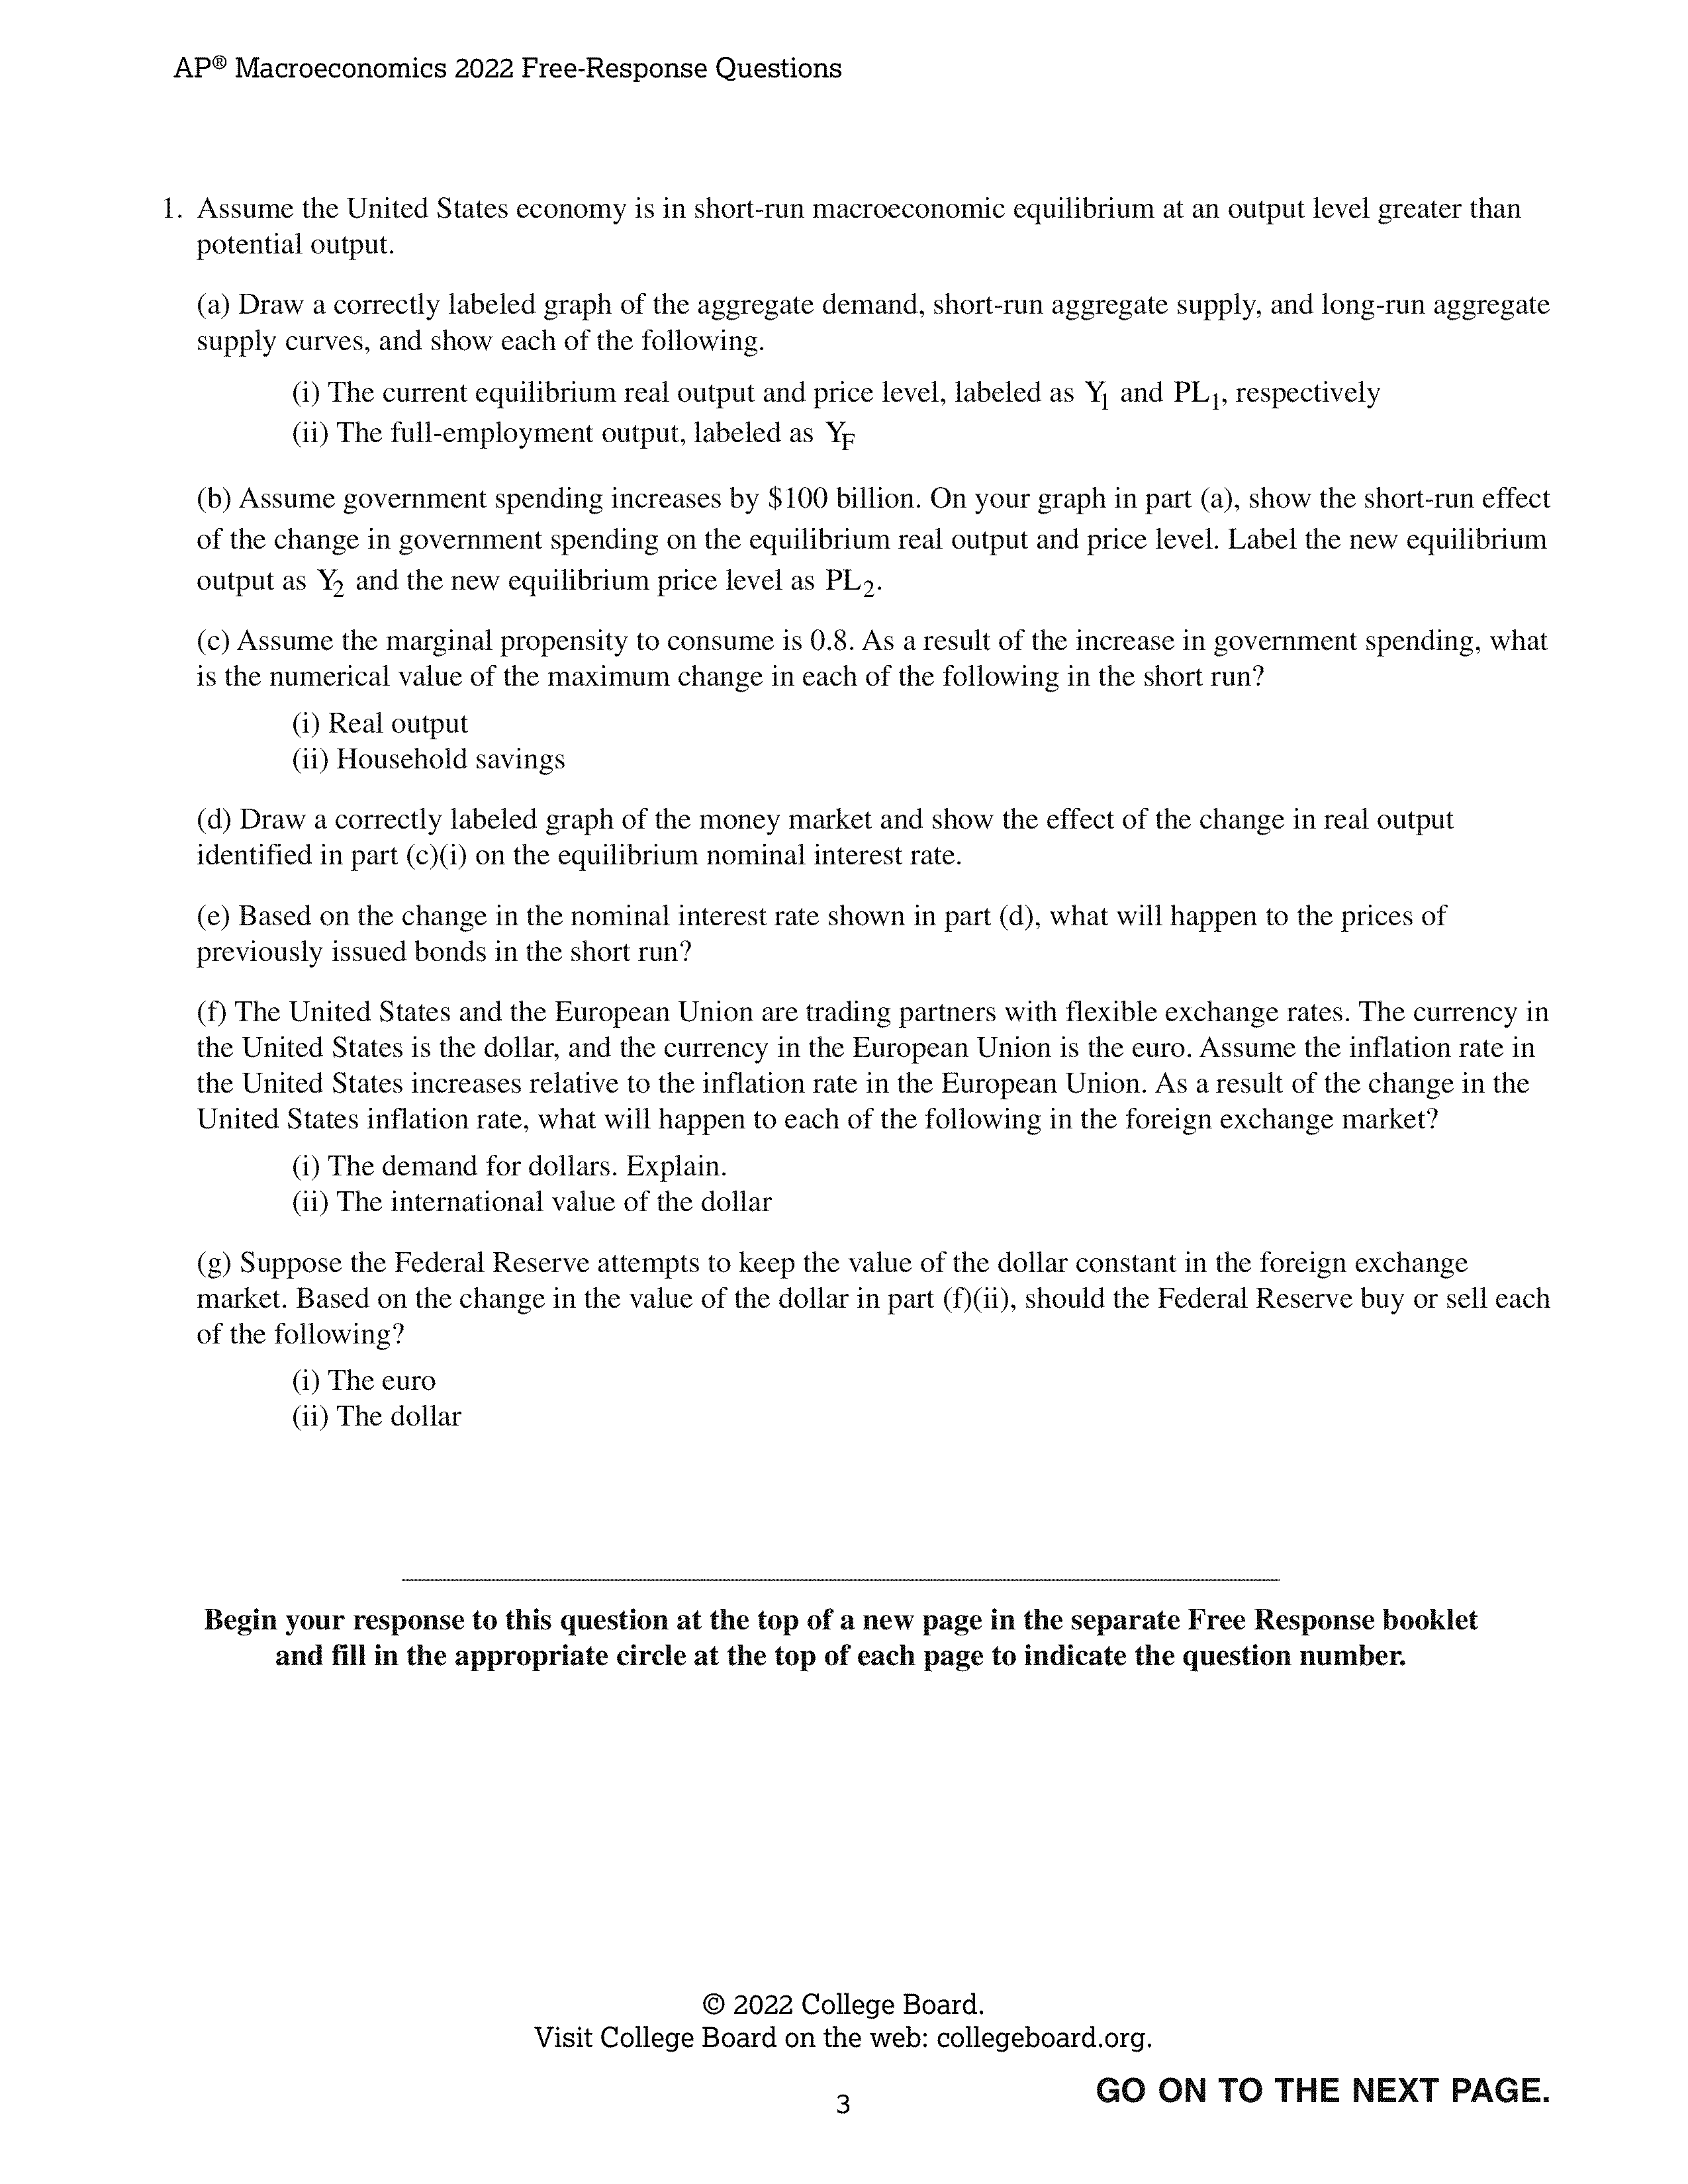 AP® Macroeconomics 2022 Free-Response Questions
1. Assume the United States economy is in short-run macroeconomic equilibrium at an output level greater than
potential output.
(a) Draw a correctly labeled graph of the aggregate demand, short-run aggregate supply, and long-run aggregate
supply curves, and show each of the following.
(i) The current equilibrium real output and price level, labeled as Y₁ and PL₁, respectively
(ii) The full-employment output, labeled as Y_F
(b) Assume government spending increases by $100 billion. On your graph in part (a), show the short-run effect
of the change in government spending on the equilibrium real output and price level. Label the new equilibrium
output as Y₂ and the new equilibrium price level as PL₂.
(c) Assume the marginal propensity to consume is 0.8. As a result of the increase in government spending, what
is the numerical value of the maximum change in each of the following in the short run?
(i) Real output
(ii) Household savings
(d) Draw a correctly labeled graph of the money market and show the effect of the change in real output
identified in part (c)(i) on the equilibrium nominal interest rate.
(e) Based on the change in the nominal interest rate shown in part (d), what will happen to the prices of
previously issued bonds in the short run?
(f) The United States and the European Union are trading partners with flexible exchange rates. The currency in
the United States is the dollar, and the currency in the European Union is the euro. Assume the inflation rate in
the United States increases relative to the inflation rate in the European Union. As a result of the change in the
United States inflation rate, what will happen to each of the following in the foreign exchange market?
(i) The demand for dollars. Explain.
(ii) The international value of the dollar
(g) Suppose the Federal Reserve attempts to keep the value of the dollar constant in the foreign exchange
market. Based on the change in the value of the dollar in part (f)(ii), should the Federal Reserve buy or sell each
of the following?
(i) The euro
(ii) The dollar
Begin your response to this question at the top of a new page in the separate Free Response booklet
and fill in the appropriate circle at the top of each page to indicate the question number.
© 2022 College Board.
Visit College Board on the web: collegeboard.org.
GO ON TO THE NEXT PAGE.
3